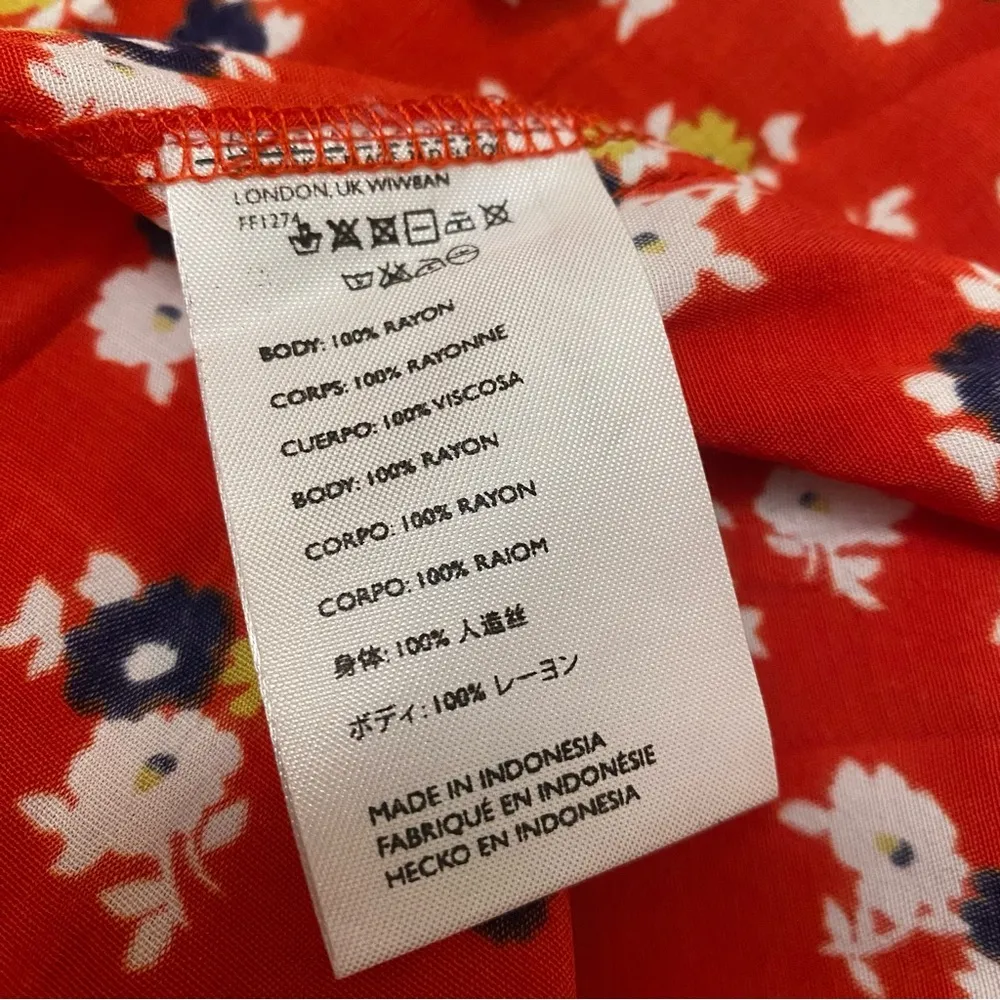 LONDON, UK WIWBAN
FF1274
BODY: 100% RAYON
CORPS: 100% RAYONNE
CUERPO: 100% VISCOSA
BODY: 100% RAYON
CORPO: 100% RAYON
CORPO: 100% RAIOM
身体: 100% 人造丝
ボディ: 100% レーヨン
MADE IN INDONESIA
FABRIQUÉ EN INDONÉSIE
HECKO EN INDONESIA